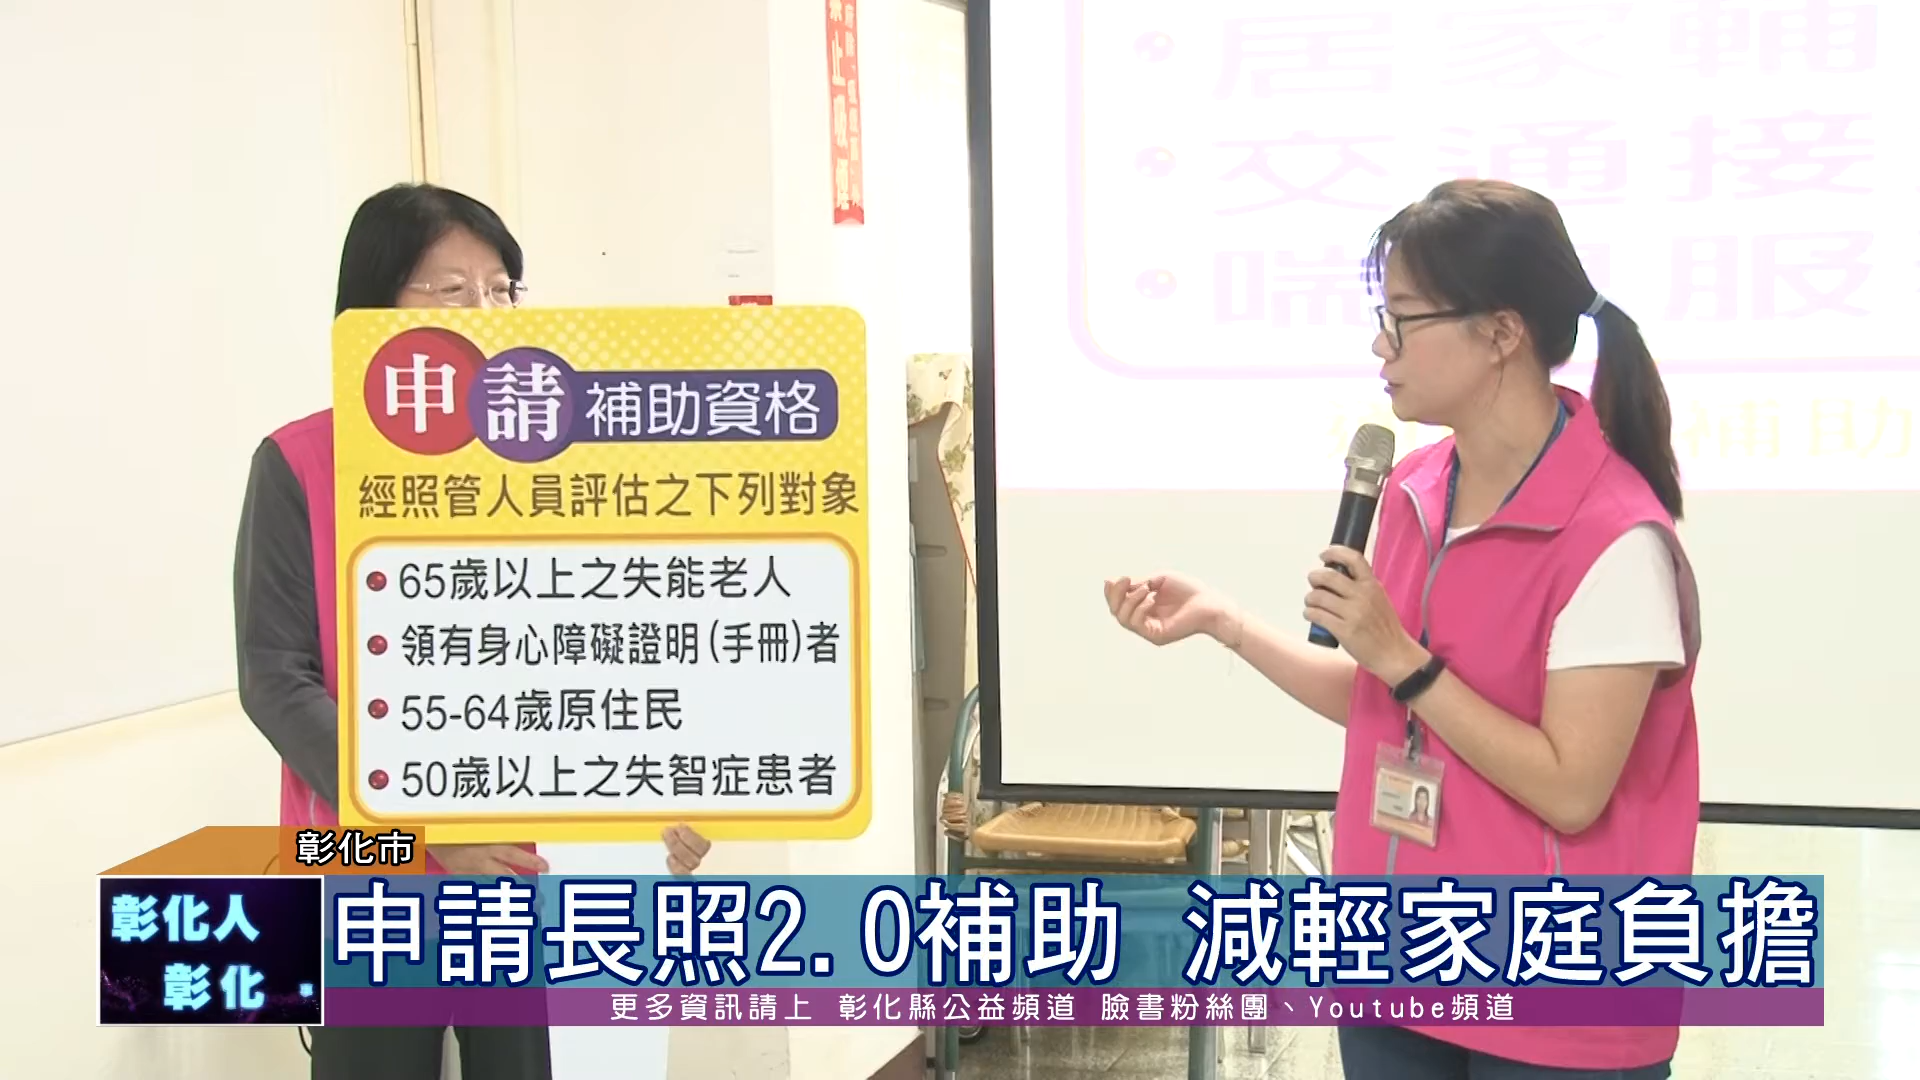 居家輔
交通接
喘 服
補助
申請補助資格
經照管人員評估之下列對象
65歲以上之失能老人
領有身心障礙證明(手冊)者
55-64歲原住民
50歲以上之失智症患者
彰化市
彰化人
彰化
申請長照2.0補助 減輕家庭負擔
更多資訊請上 彰化縣公益頻道 臉書粉絲團、Youtube頻道